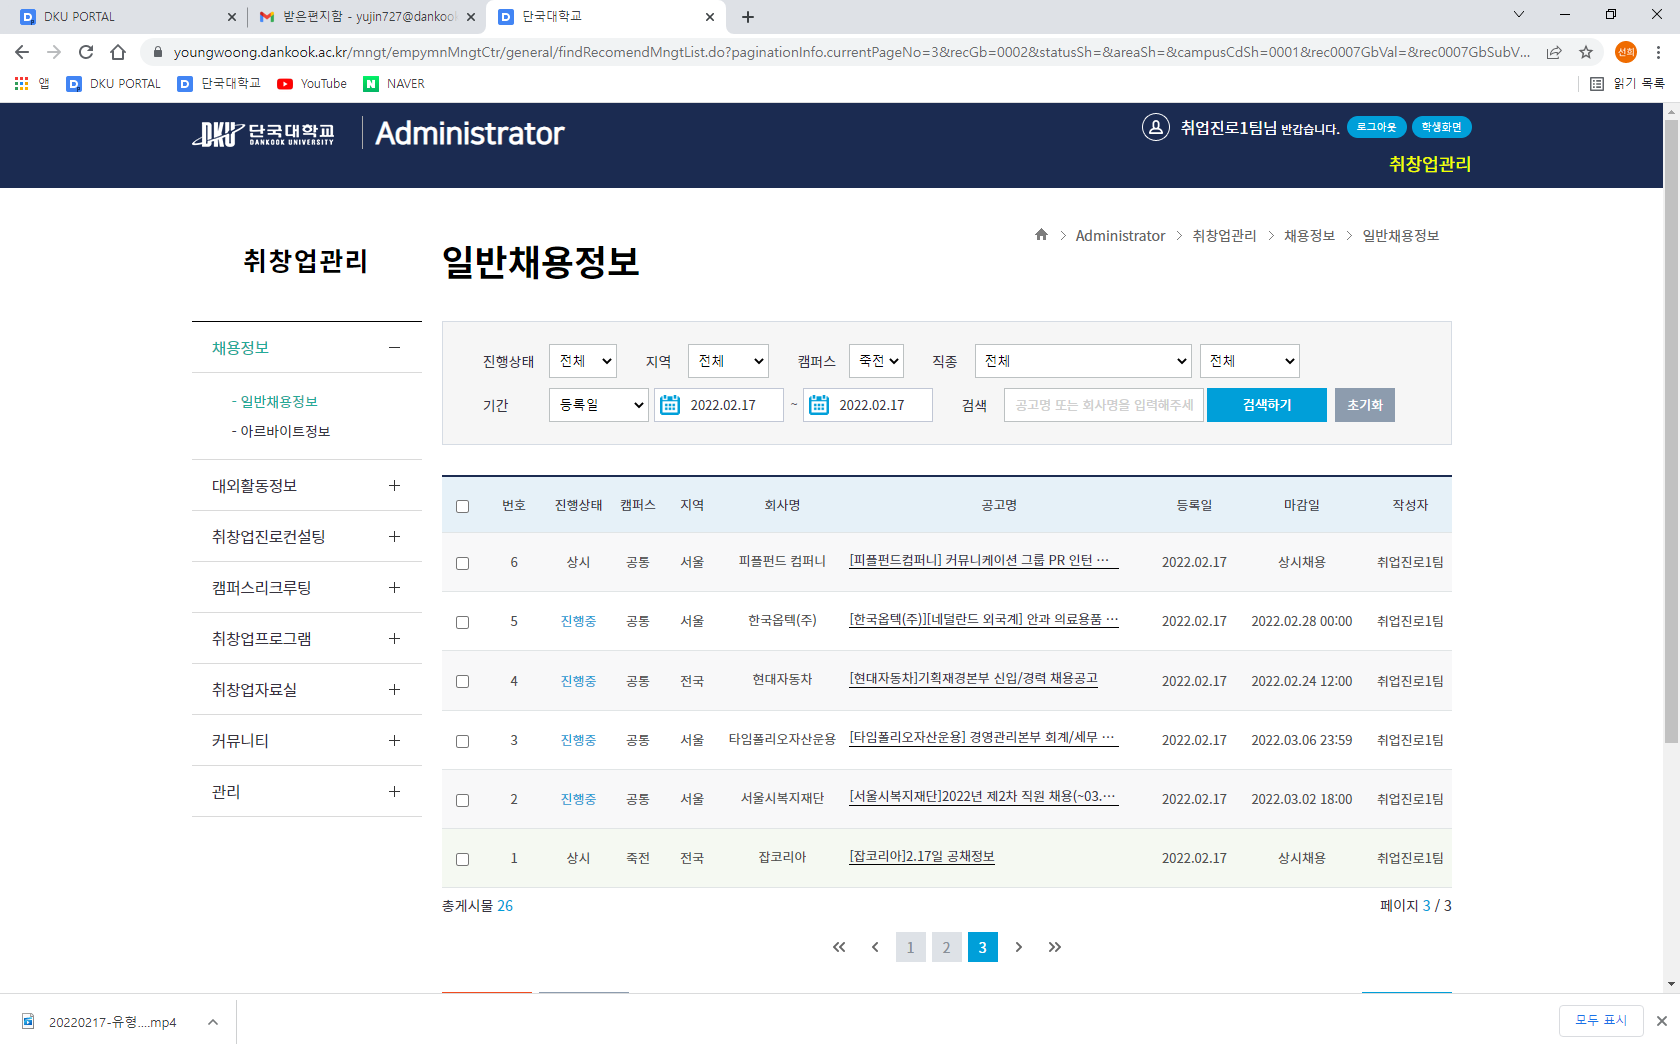 DKU PORTAL
받은편지함 - yujin727@dankook
단국대학교
youngwoong.dankook.ac.kr/mngt/empymnMngtCtr/general/findRecomendMngtList.do?paginationInfo.currentPageNo=3&recGb=0002&statusSh=&areaSh=&campusCdSh=0001&rec0007GbVal=&rec0007GbSubV...
선희
앱 DKU PORTAL 단국대학교 YouTube NAVER 읽기 목록
DKU 단국대학교 DANKOOK UNIVERSITY Administrator
취업진로1팀님 반갑습니다. 로그아웃 학생화면
취창업관리
Administrator > 취창업관리 > 채용정보 > 일반채용정보
취창업관리
일반채용정보
채용정보
- 일반채용정보
- 아르바이트정보
대외활동정보
취창업진로컨설팅
캠퍼스리크루팅
취창업프로그램
취창업자료실
커뮤니티
관리
진행상태 전체 지역 전체 캠퍼스 죽전 직종 전체 전체
기간 등록일 2022.02.17 ~ 2022.02.17 검색 공고명 또는 회사명을 입력해주세 검색하기 초기화
번호 진행상태 캠퍼스 지역 회사명 공고명 등록일 마감일 작성자
6 상시 공통 서울 피플펀드 컴퍼니 [피플펀드컴퍼니] 커뮤니케이션 그룹 PR 인턴 ··· 2022.02.17 상시채용 취업진로1팀
5 진행중 공통 서울 한국옵텍(주) [한국옵텍(주)][네덜란드 외국계] 안과 의료용품 ··· 2022.02.17 2022.02.28 00:00 취업진로1팀
4 진행중 공통 전국 현대자동차 [현대자동차]기획재경본부 신입/경력 채용공고 2022.02.17 2022.02.24 12:00 취업진로1팀
3 진행중 공통 서울 타임폴리오자산운용 [타임폴리오자산운용] 경영관리본부 회계/세무 ··· 2022.02.17 2022.03.06 23:59 취업진로1팀
2 진행중 공통 서울 서울시복지재단 [서울시복지재단]2022년 제2차 직원 채용(~03.··· 2022.02.17 2022.03.02 18:00 취업진로1팀
1 상시 죽전 전국 잡코리아 [잡코리아]2.17일 공채정보 2022.02.17 상시채용 취업진로1팀
총게시물 26 페이지 3 / 3
1 2 3
20220217-유형....mp4 모두 표시